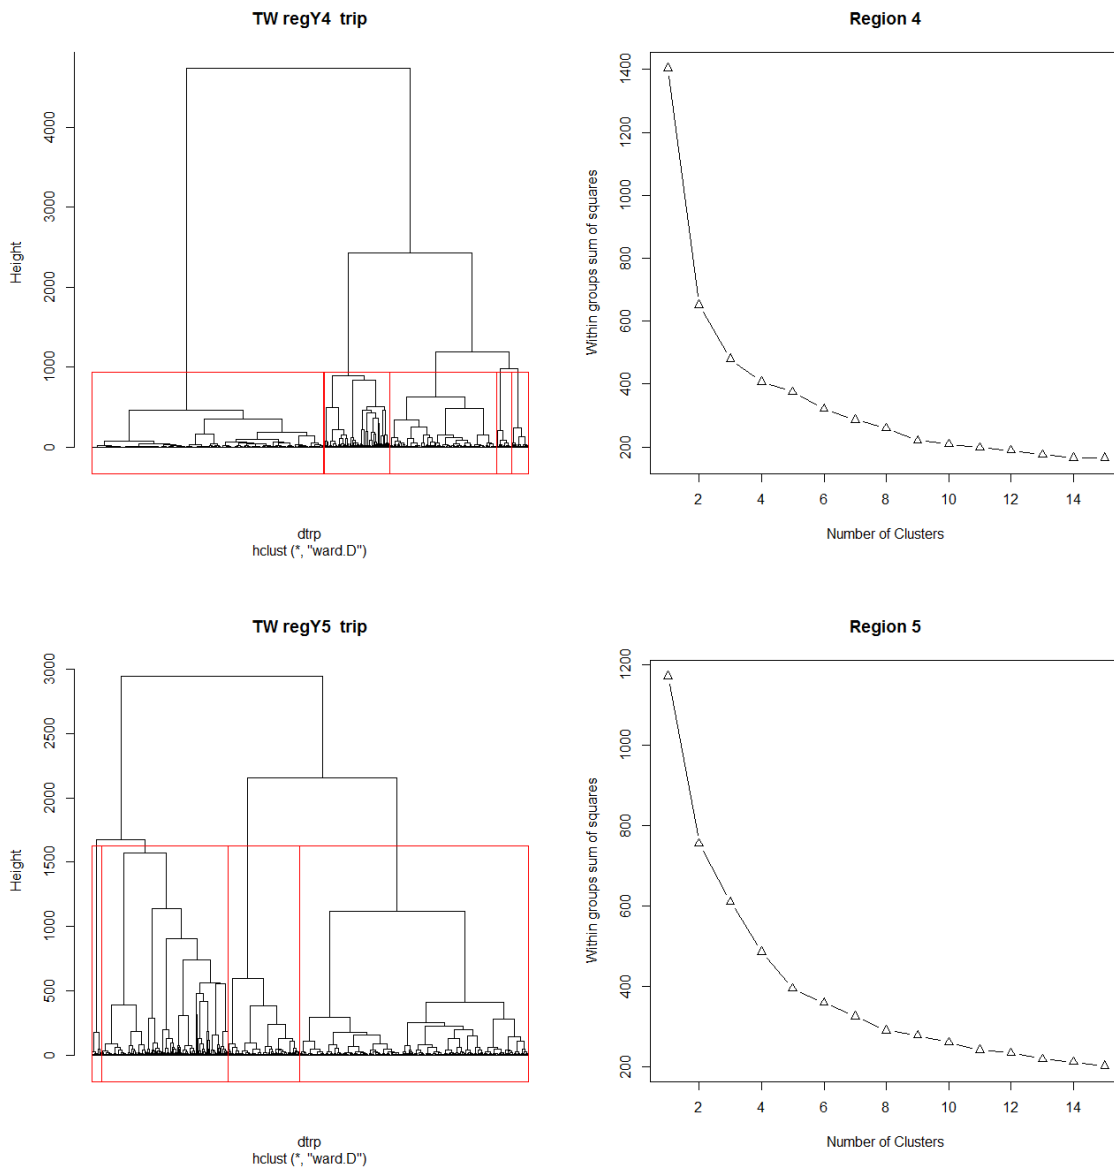 TW regY4  trip
Height
0
1000
2000
3000
4000
dtrp
hclust (*, "ward.D")
Region 4
Within groups sum of squares
200
400
600
800
1000
1200
1400
2 4 6 8 10 12 14
Number of Clusters
TW regY5  trip
Height
0
500
1000
1500
2000
2500
3000
dtrp
hclust (*, "ward.D")
Region 5
Within groups sum of squares
200
400
600
800
1000
1200
2 4 6 8 10 12 14
Number of Clusters